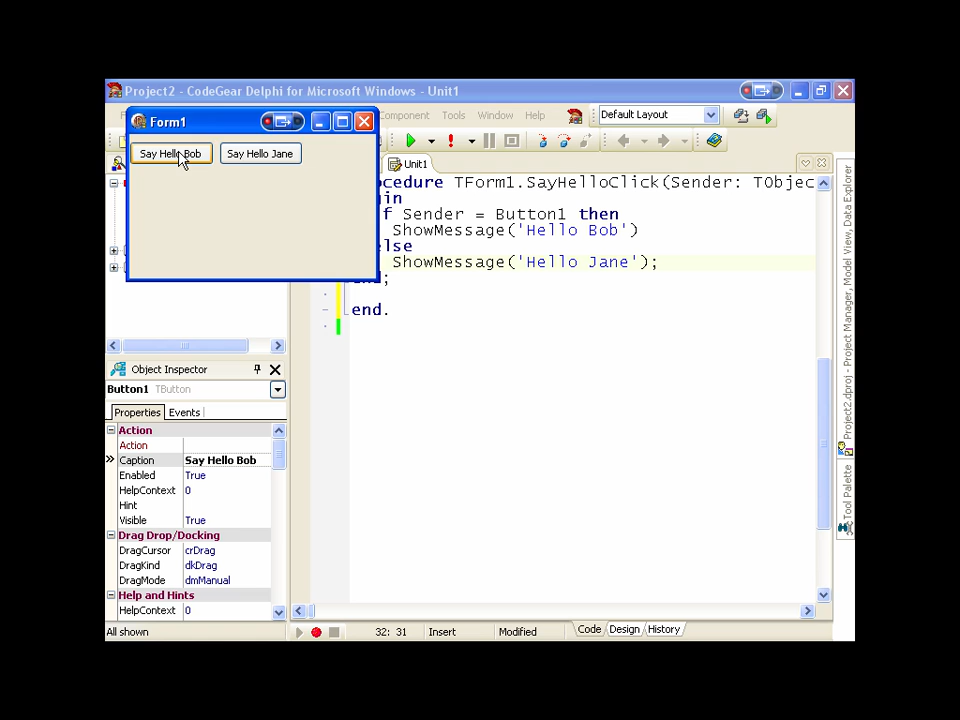 Project2 - CodeGear Delphi for Microsoft Windows - Unit1
Component Tools Window Help
Default Layout
Form1
Say Hello Bob Say Hello Jane
Unit1
procedure TForm1.SayHelloClick(Sender: TObjec
in
f Sender = Button1 then
ShowMessage('Hello Bob')
else
ShowMessage('Hello Jane');
end.
Object Inspector
Button1 TButton
Properties Events
Action
Action
Caption Say Hello Bob
Enabled True
HelpContext 0
Hint
Visible True
Drag Drop/Docking
DragCursor crDrag
DragKind dkDrag
DragMode dmManual
Help and Hints
HelpContext 0
All shown
32: 31 Insert Modified
Code Design History
Project2.dproj - Project Manager, Model View, Data Explorer
Tool Palette